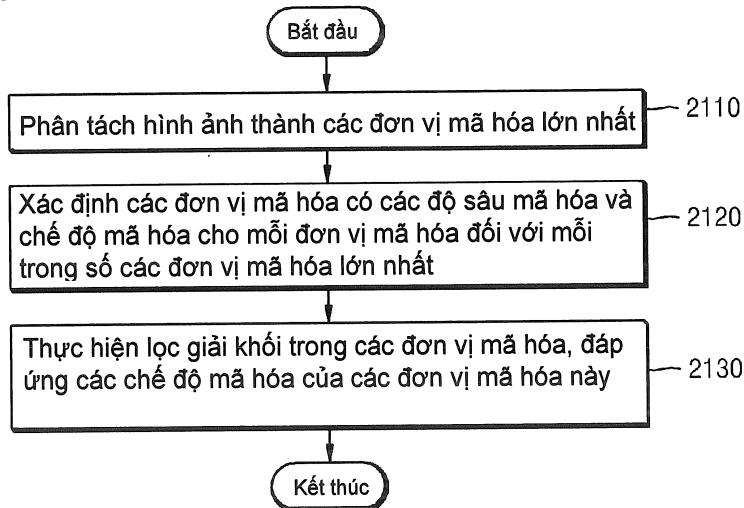 Bắt đầu
Phân tách hình ảnh thành các đơn vị mã hóa lớn nhất
2110
Xác định các đơn vị mã hóa có các độ sâu mã hóa và
chế độ mã hóa cho mỗi đơn vị mã hóa đối với mỗi
trong số các đơn vị mã hóa lớn nhất
2120
Thực hiện lọc giải khối trong các đơn vị mã hóa, đáp
ứng các chế độ mã hóa của các đơn vị mã hóa này
2130
Kết thúc